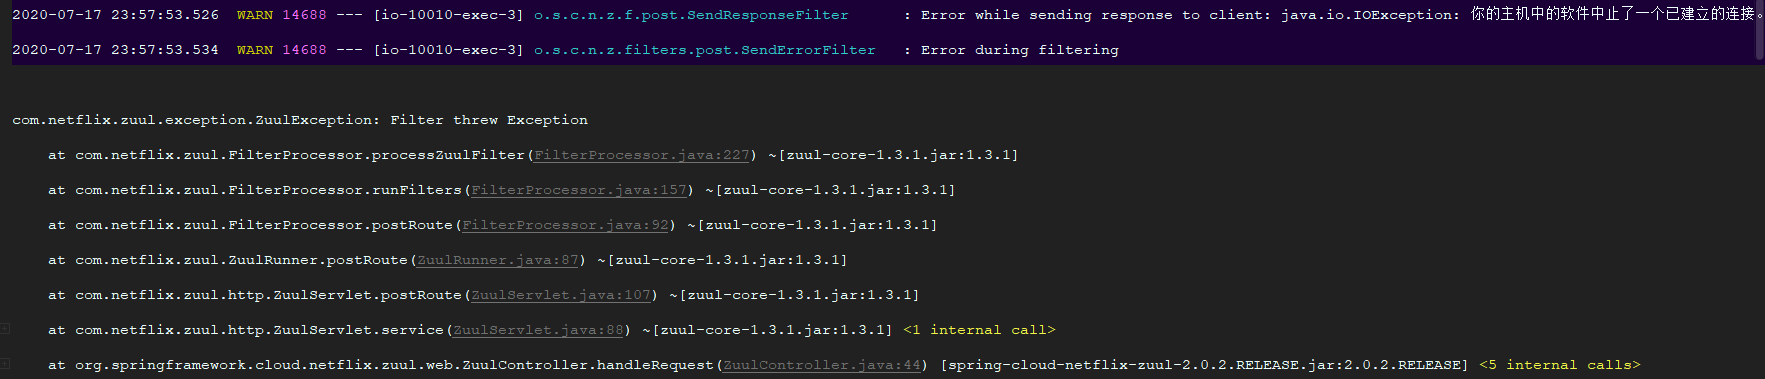 2020-07-17 23:57:53.526  WARN 14688 --- [io-10010-exec-3] o.s.c.n.z.f.post.SendResponseFilter      : Error while sending response to client: java.io.IOException: 你的主机中的软件中止了一个已建立的连接。
2020-07-17 23:57:53.534  WARN 14688 --- [io-10010-exec-3] o.s.c.n.z.filters.post.SendErrorFilter   : Error during filtering
com.netflix.zuul.exception.ZuulException: Filter threw Exception
at com.netflix.zuul.FilterProcessor.processZuulFilter(FilterProcessor.java:227) ~[zuul-core-1.3.1.jar:1.3.1]
at com.netflix.zuul.FilterProcessor.runFilters(FilterProcessor.java:157) ~[zuul-core-1.3.1.jar:1.3.1]
at com.netflix.zuul.FilterProcessor.postRoute(FilterProcessor.java:92) ~[zuul-core-1.3.1.jar:1.3.1]
at com.netflix.zuul.ZuulRunner.postRoute(ZuulRunner.java:87) ~[zuul-core-1.3.1.jar:1.3.1]
at com.netflix.zuul.http.ZuulServlet.postRoute(ZuulServlet.java:107) ~[zuul-core-1.3.1.jar:1.3.1]
at com.netflix.zuul.http.ZuulServlet.service(ZuulServlet.java:88) ~[zuul-core-1.3.1.jar:1.3.1] <1 internal call>
at org.springframework.cloud.netflix.zuul.web.ZuulController.handleRequest(ZuulController.java:44) [spring-cloud-netflix-zuul-2.0.2.RELEASE.jar:2.0.2.RELEASE] <5 internal calls>